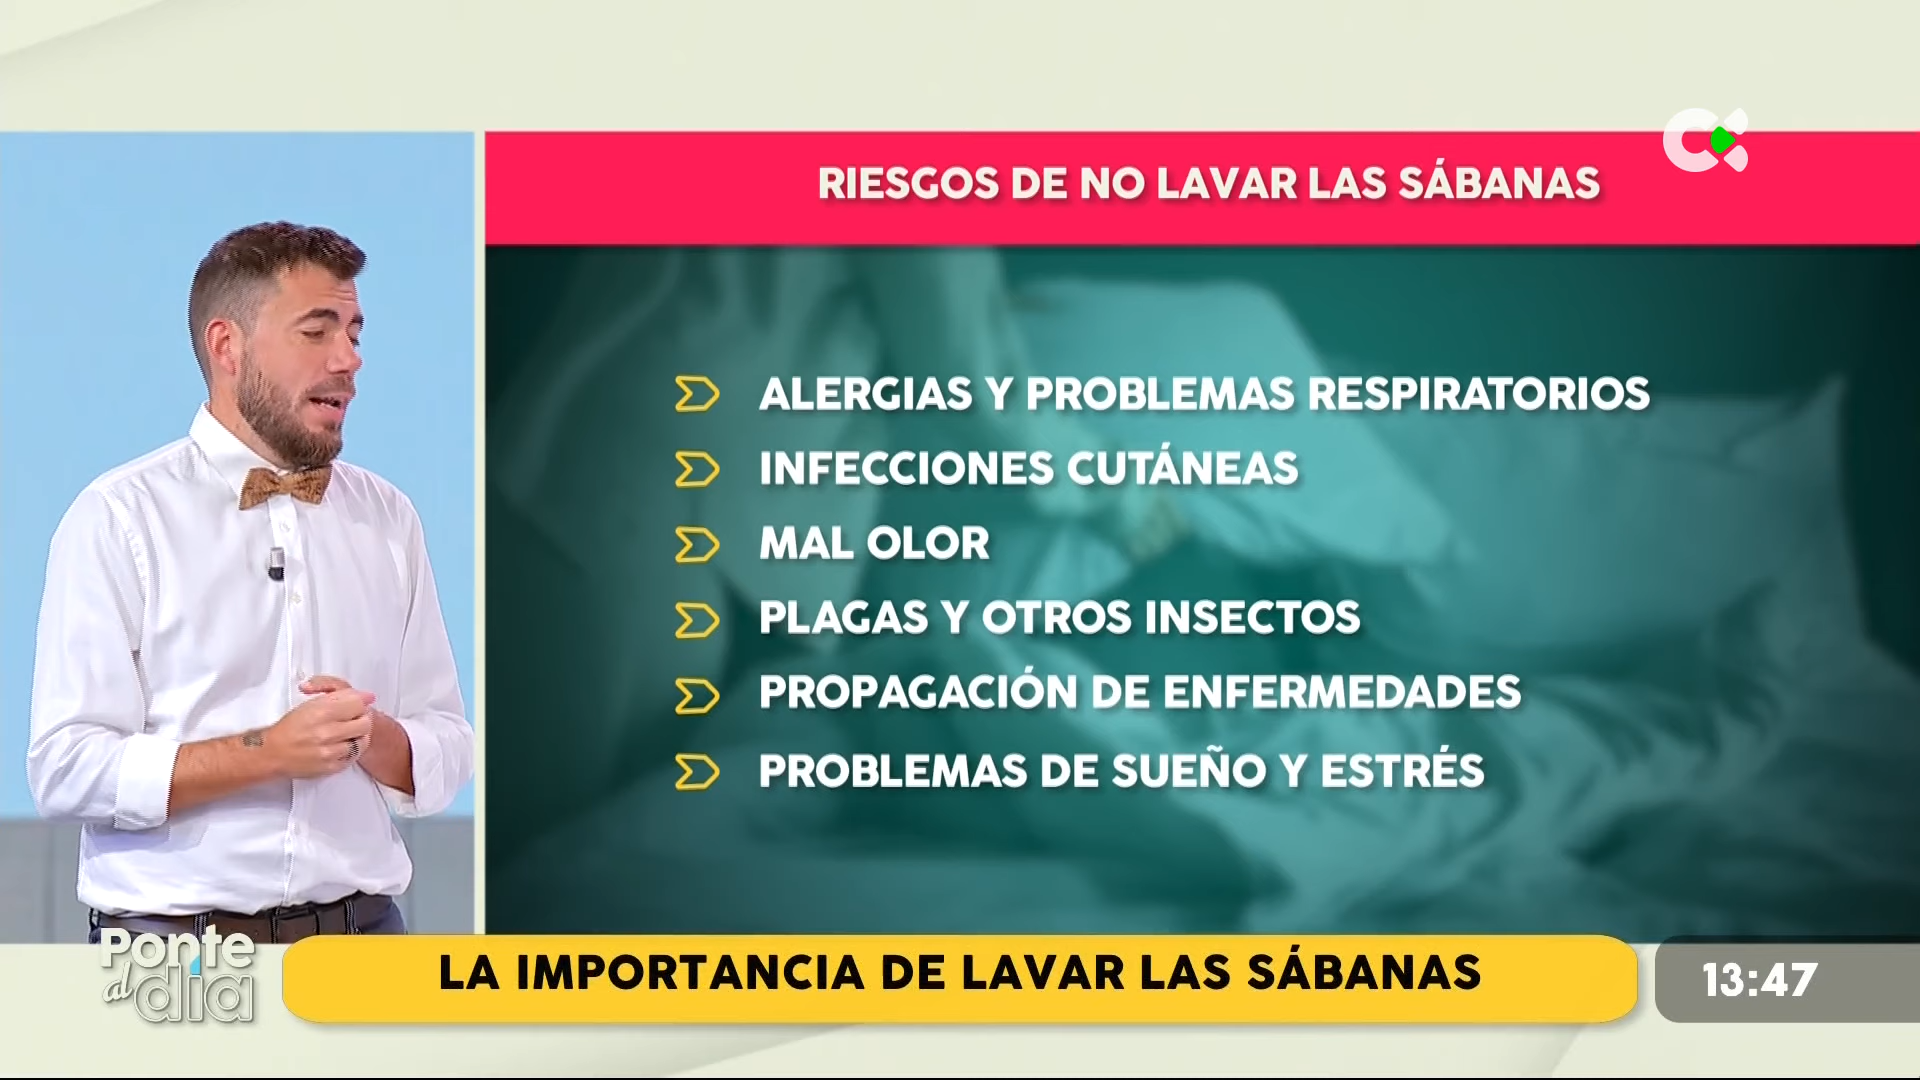 RIESGOS DE NO LAVAR LAS SÁBANAS
ALERGIAS Y PROBLEMAS RESPIRATORIOS
INFECCIONES CUTÁNEAS
MAL OLOR
PLAGAS Y OTROS INSECTOS
PROPAGACIÓN DE ENFERMEDADES
PROBLEMAS DE SUEÑO Y ESTRÉS
Ponte
al día
LA IMPORTANCIA DE LAVAR LAS SÁBANAS
13:47